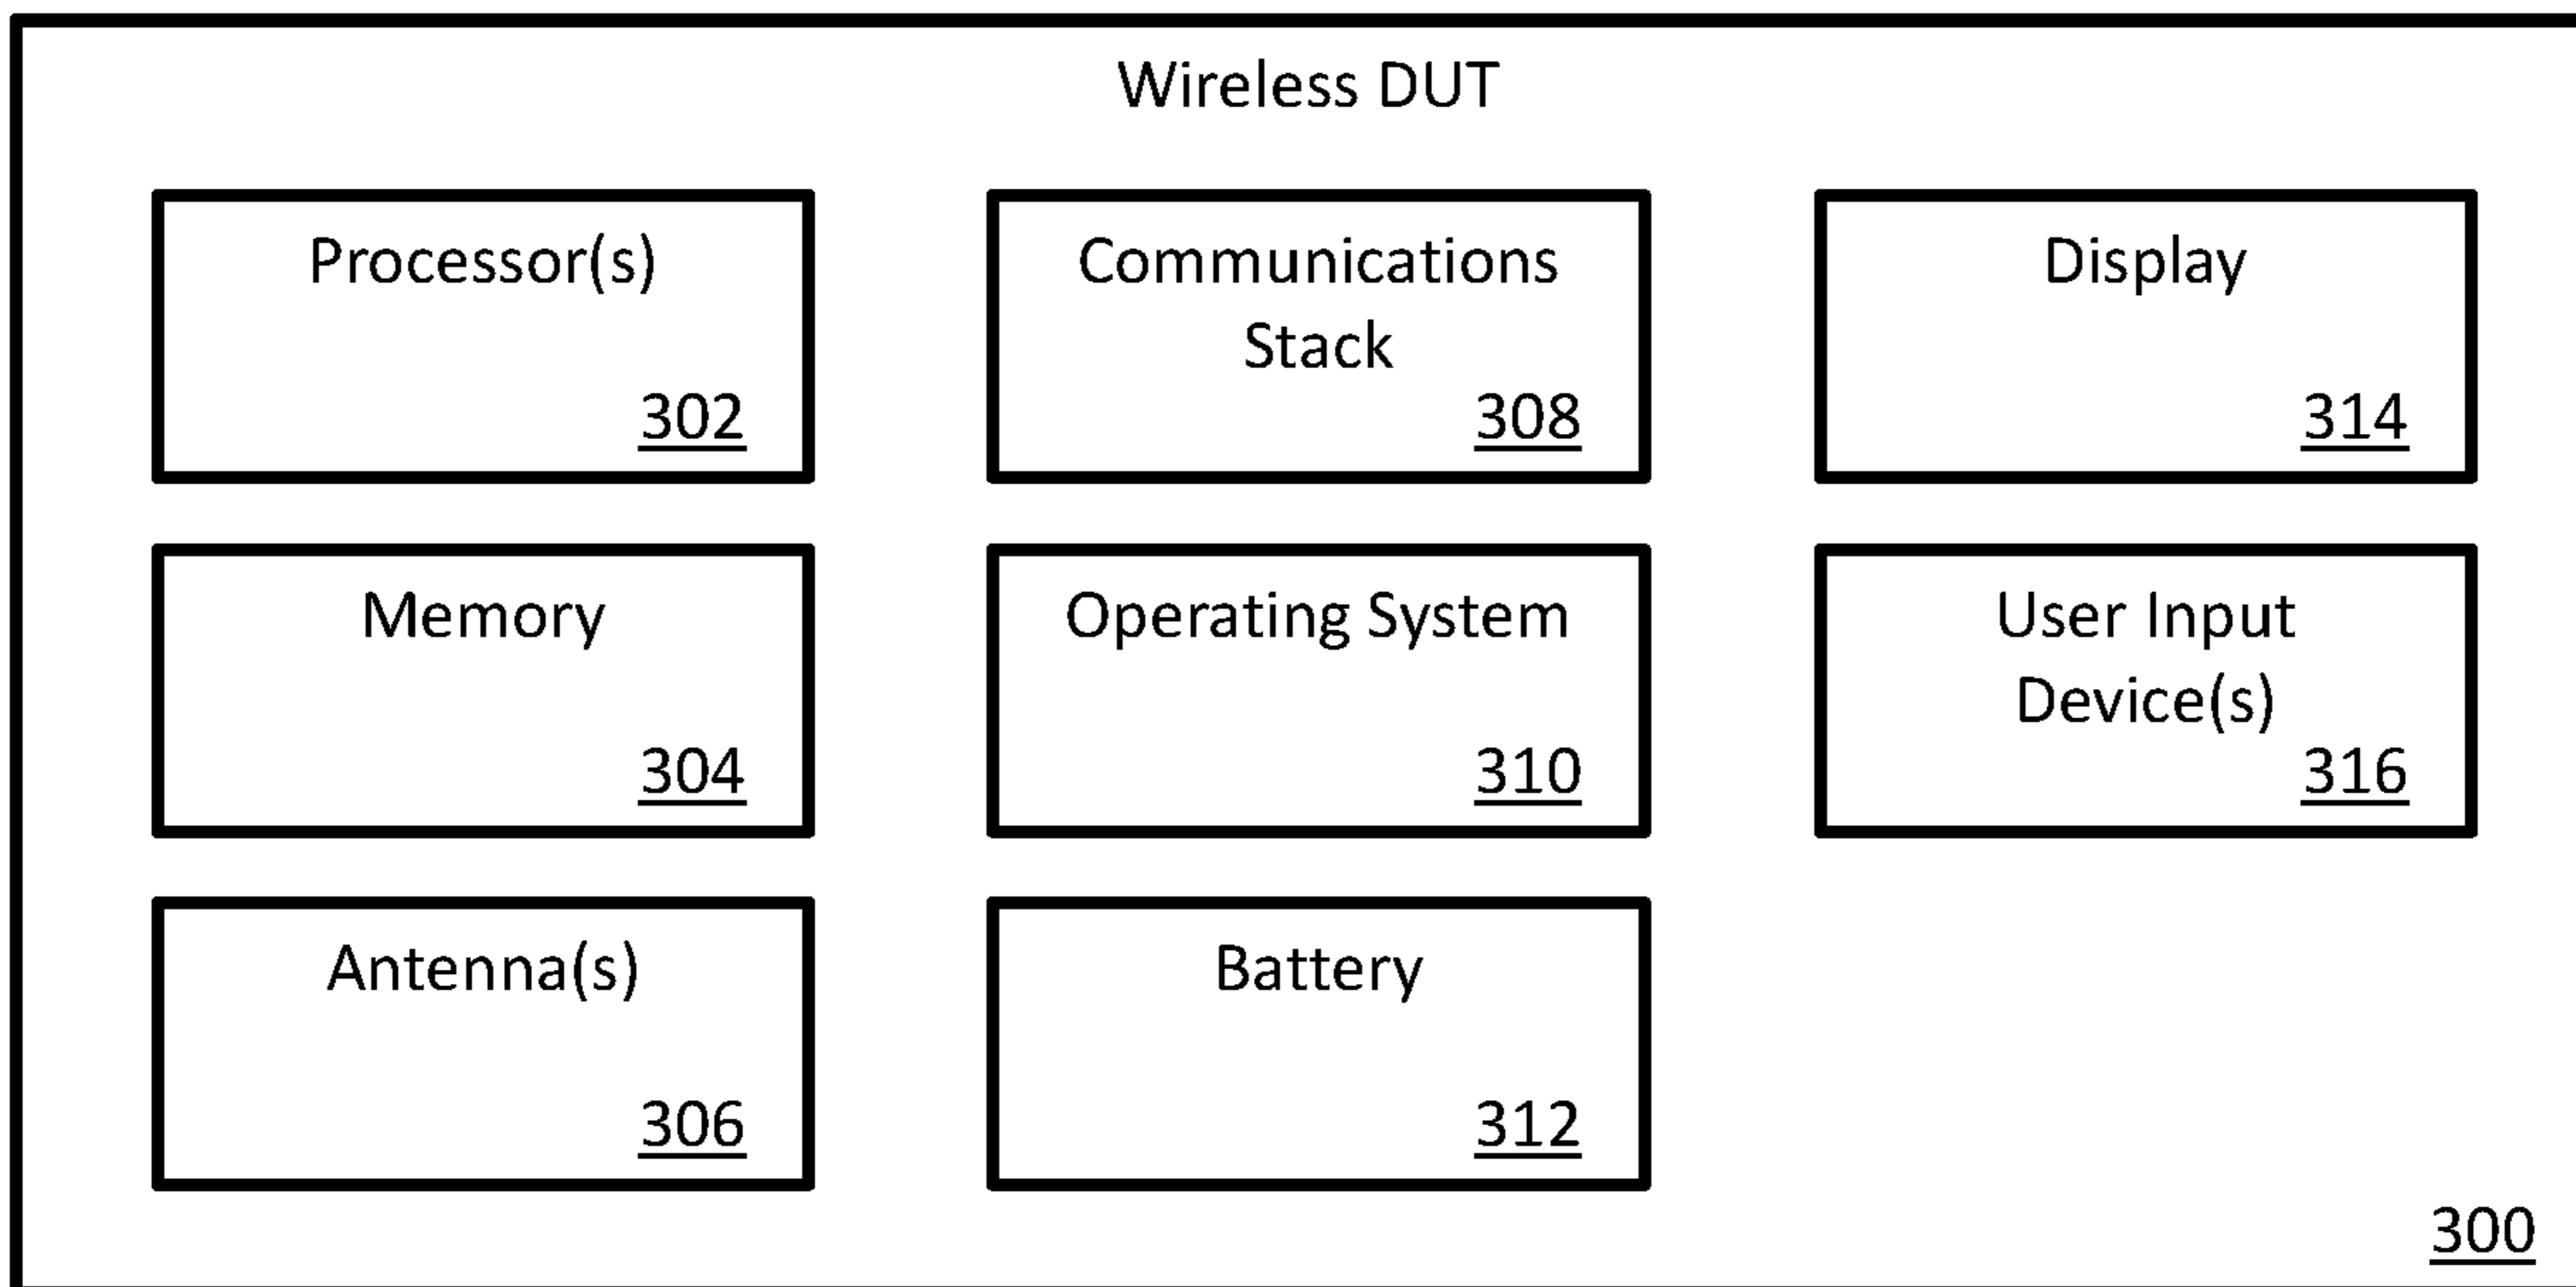 Wireless DUT
Processor(s)
302
Communications
Stack
308
Display
314
Memory
304
Operating System
310
User Input
Device(s)
316
Antenna(s)
306
Battery
312
300